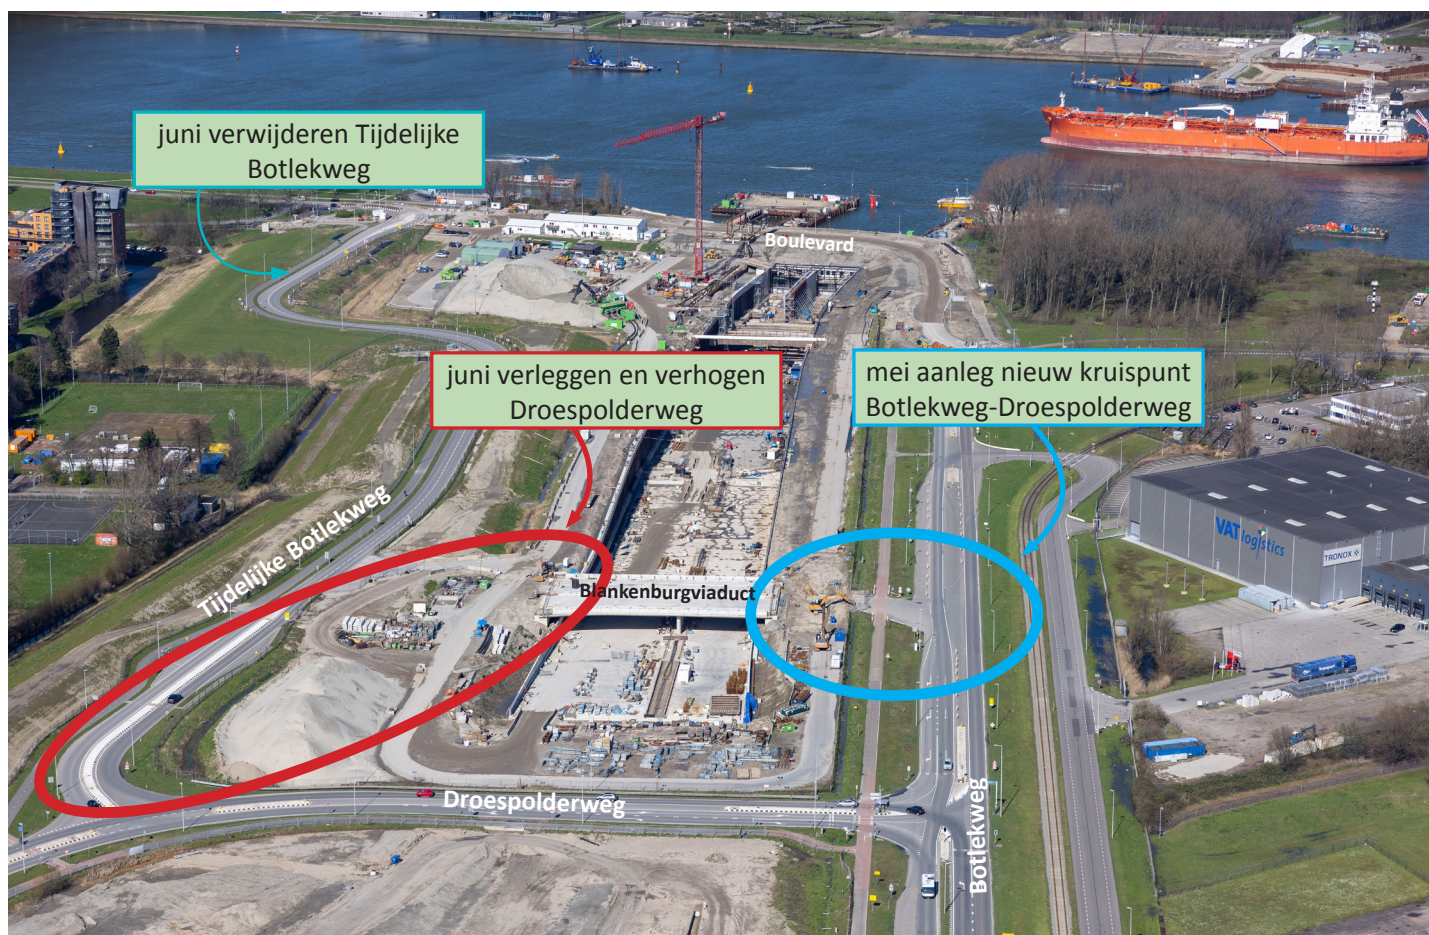 juni verwijderen Tijdelijke
Botlekweg
Boulevard
juni verleggen en verhogen
Droespolderweg
mei aanleg nieuw kruispunt
Botlekweg-Droespolderweg
Tijdelijke Botlekweg
Blankenburgviaduct
VAT logistics
TRONOX
Droespolderweg
Botlekweg